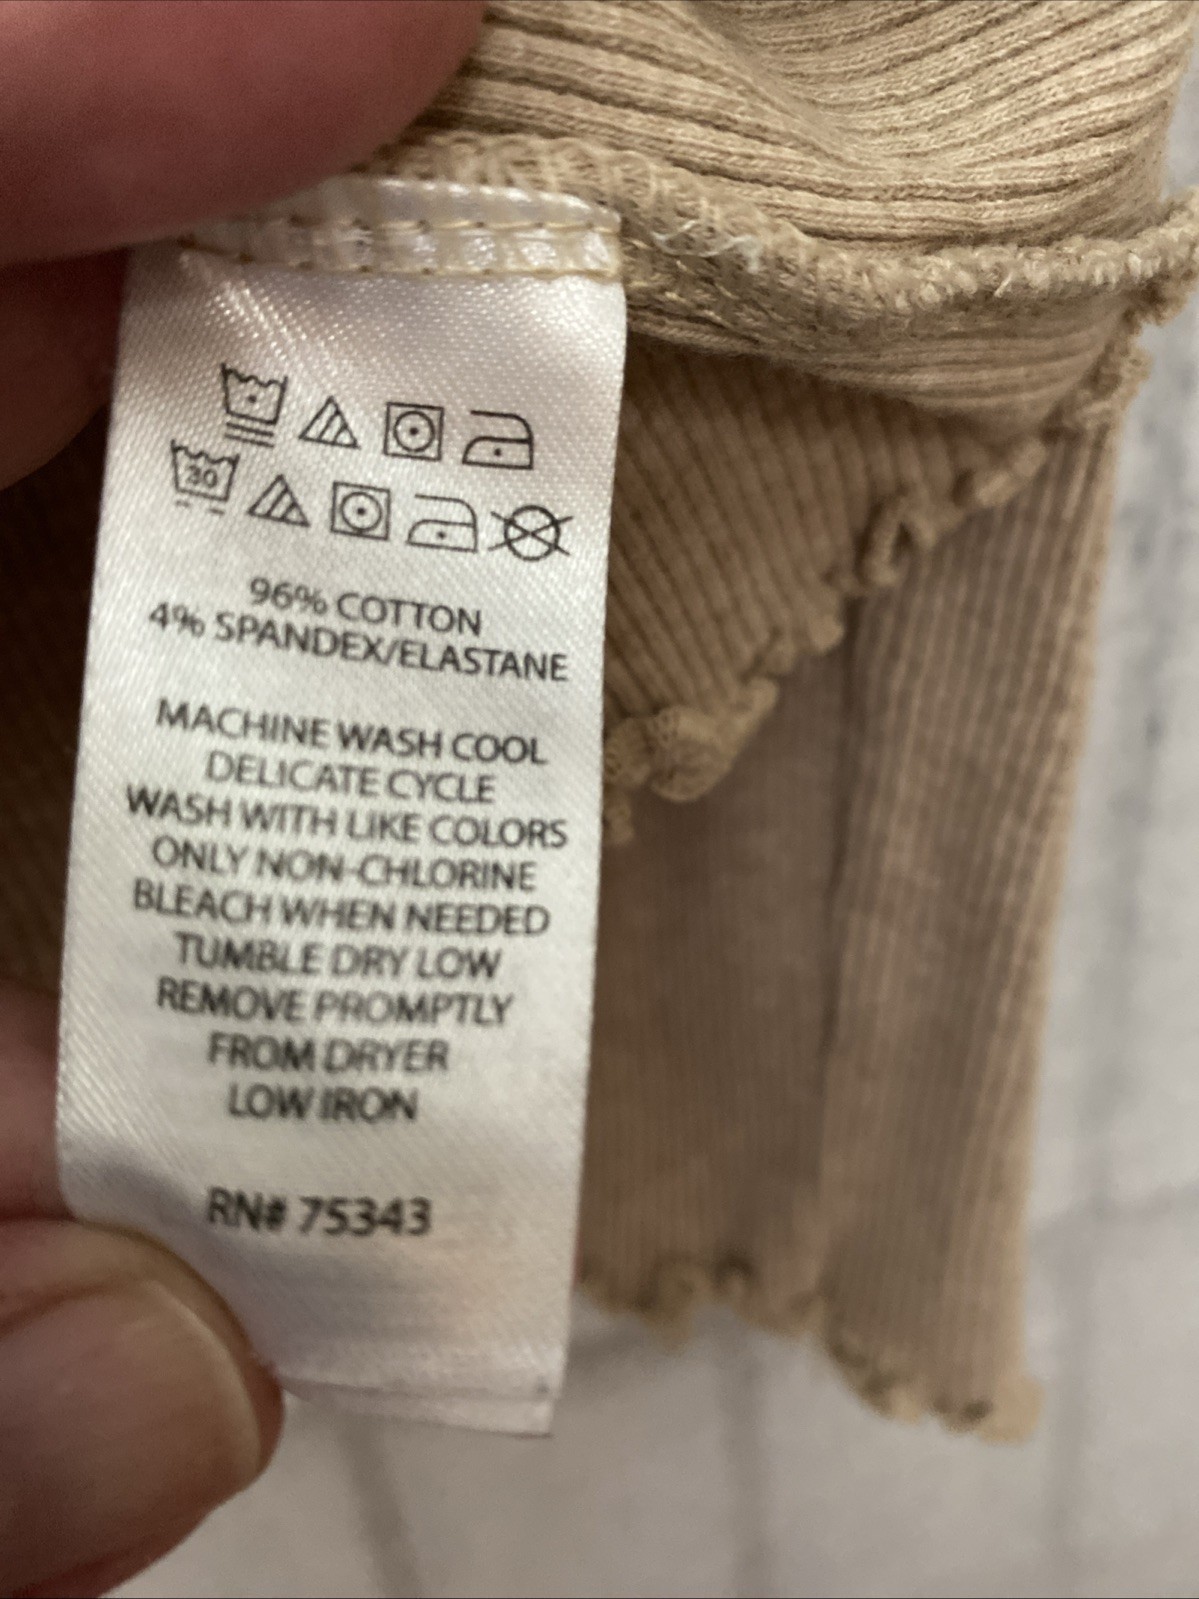 30
96% COTTON
4% SPANDEX/ELASTANE
MACHINE WASH COOL
DELICATE CYCLE
WASH WITH LIKE COLORS
ONLY NON-CHLORINE
BLEACH WHEN NEEDED
TUMBLE DRY LOW
REMOVE PROMPTLY
FROM DRYER
LOW IRON
RN# 75343